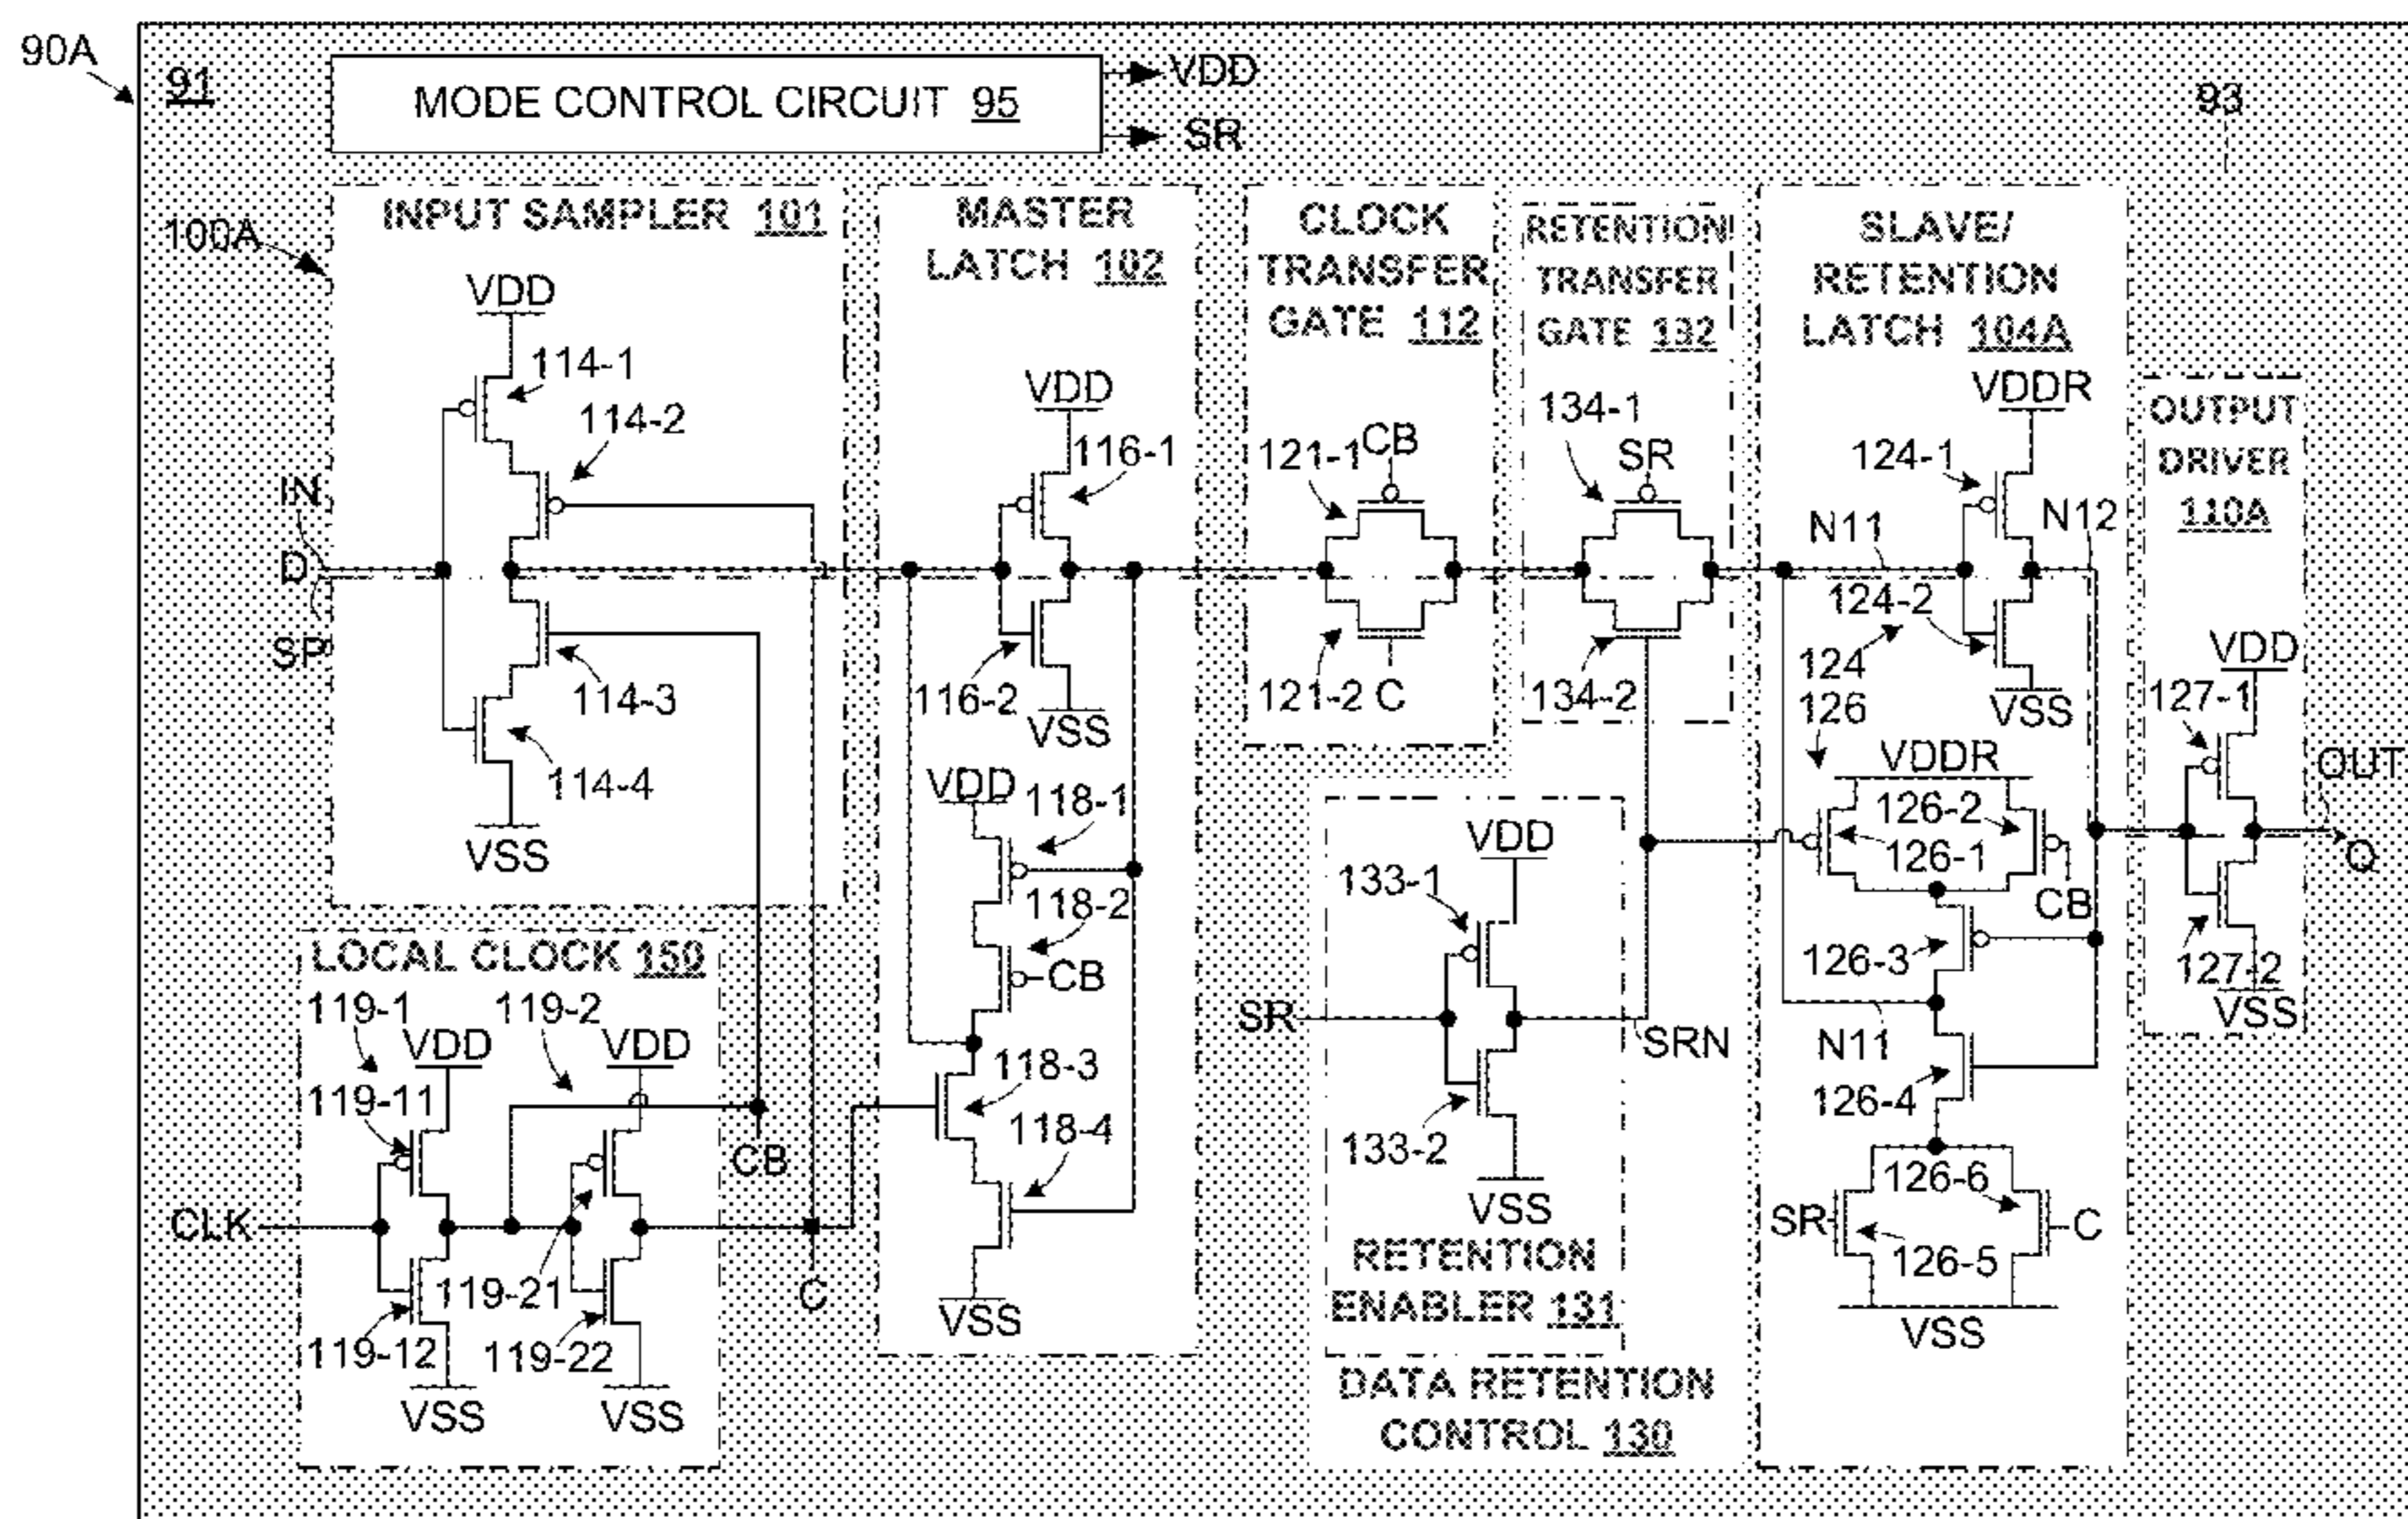 90A
91
MODE CONTROL CIRCUIT 95
VDD
SR
93
100A
INPUT SAMPLER 101
VDD
114-1
114-2
IN
D
SP
114-3
114-4
VSS
MASTER
LATCH 102
VDD
116-1
116-2
VSS
VDD
118-1
118-2
CB
118-3
118-4
VSS
CLOCK
TRANSFER
GATE 112
121-1
CB
121-2
C
RETENTION
TRANSFER
GATE 132
134-1
SR
134-2
SLAVE/
RETENTION
LATCH 104A
VDDR
124-1
N11
N12
124-2
124
VSS
126
VDDR
126-2
126-1
CB
126-3
N11
126-4
126-6
SR
C
126-5
VSS
OUTPUT
DRIVER
110A
VDD
127-1
OUT
Q
127-2
VSS
LOCAL CLOCK 150
119-1
119-2
VDD
VDD
119-11
CB
CLK
119-21
C
119-12
119-22
VSS
VSS
VDD
133-1
SR
SRN
133-2
VSS
RETENTION
ENABLER 131
DATA RETENTION
CONTROL 130